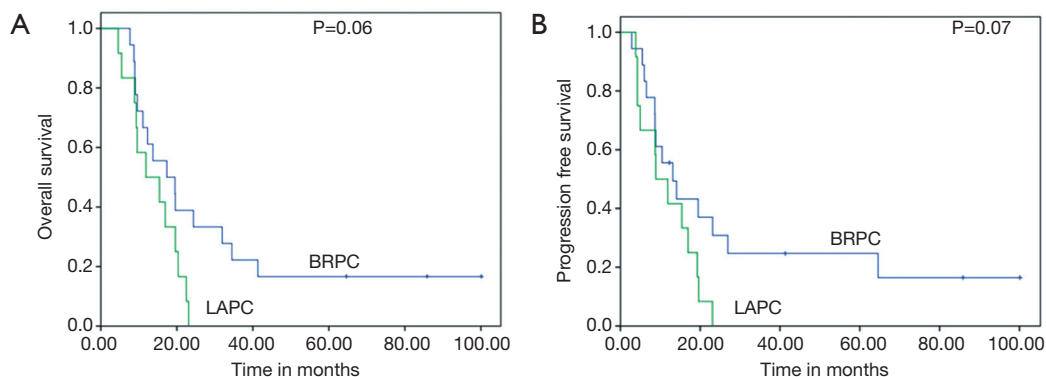 A
P=0.06
Overall survival
1.0
0.8
0.6
0.4
0.2
0.0
BRPC
LAPC
0.00 20.00 40.00 60.00 80.00 100.00
Time in months
B
P=0.07
Progression free survival
1.0
0.8
0.6
0.4
0.2
0.0
BRPC
LAPC
0.00 20.00 40.00 60.00 80.00 100.00
Time in months